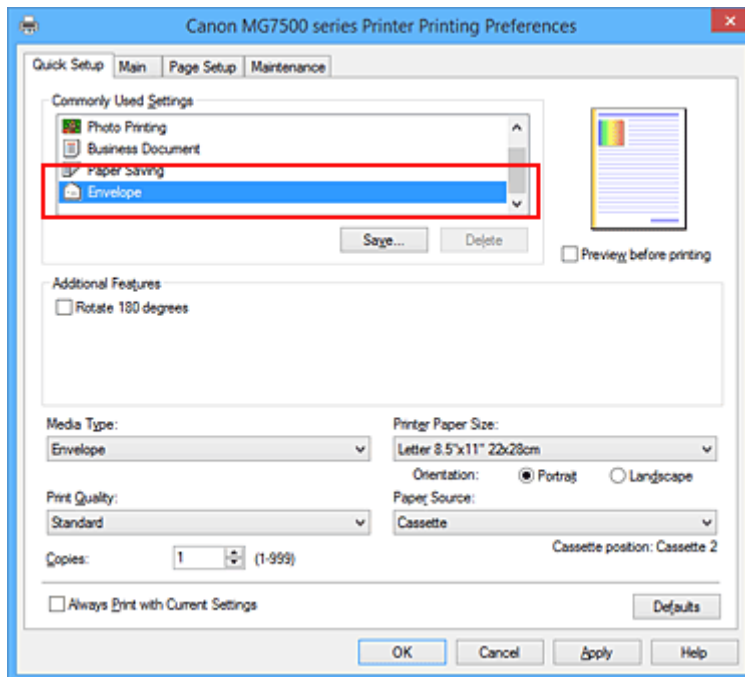 Canon MG7500 series Printer Printing Preferences
Quick Setup Main Page Setup Maintenance
Commonly Used Settings
Photo Printing
Business Document
Paper Saving
Envelope
Save... Delete
Preview before printing
Additional Features
Rotate 180 degrees
Media Type: Printer Paper Size:
Envelope Letter 8.5"x11" 22x28cm
Orientation: Portrait Landscape
Print Quality: Paper Source:
Standard Cassette
Cassette position: Cassette 2
Copies: 1 (1-999)
Always Print with Current Settings Defaults
OK Cancel Apply Help